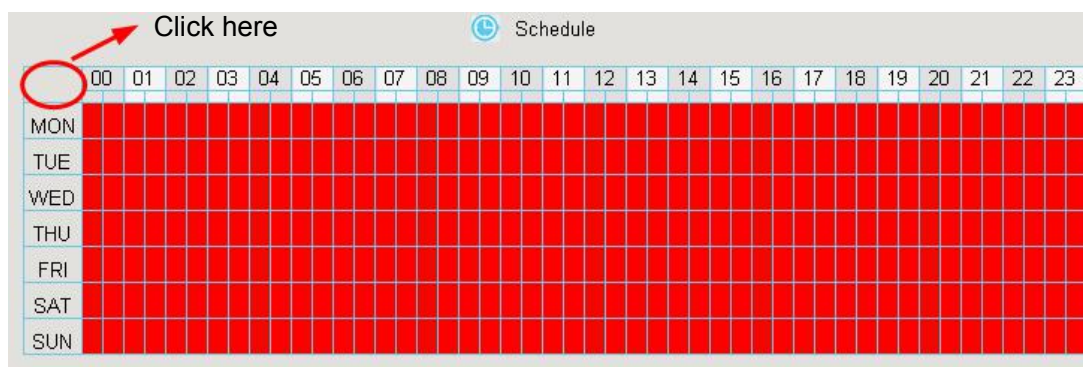 Click here Schedule
00 01 02 03 04 05 06 07 08 09 10 11 12 13 14 15 16 17 18 19 20 21 22 23
MON
TUE
WED
THU
FRI
SAT
SUN